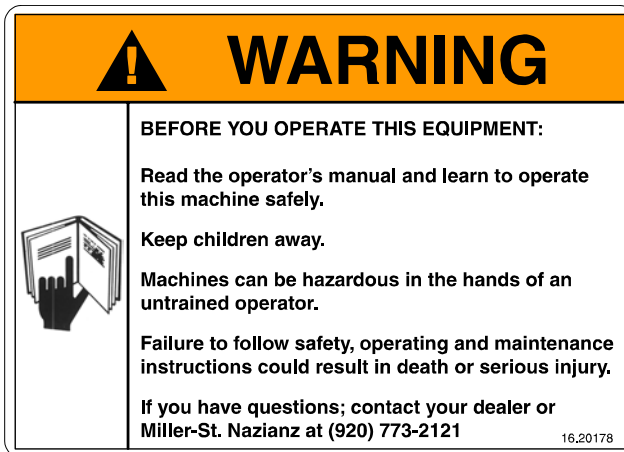 WARNING
BEFORE YOU OPERATE THIS EQUIPMENT:
Read the operator's manual and learn to operate
this machine safely.
Keep children away.
Machines can be hazardous in the hands of an
untrained operator.
Failure to follow safety, operating and maintenance
instructions could result in death or serious injury.
If you have questions; contact your dealer or
Miller-St. Nazianz at (920) 773-2121
16.20178